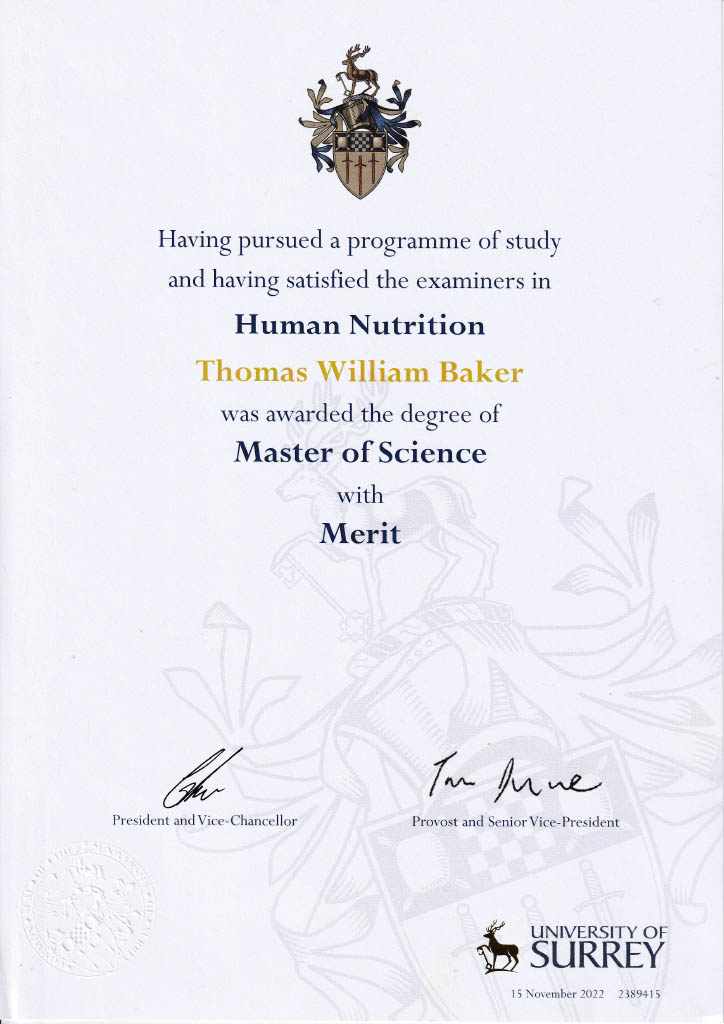 Having pursued a programme of study
and having satisfied the examiners in
Human Nutrition
Thomas William Baker
was awarded the degree of
Master of Science
with
Merit
President and Vice-Chancellor
Provost and Senior Vice-President
UNIVERSITY OF
SURREY
15 November 2022 2389415